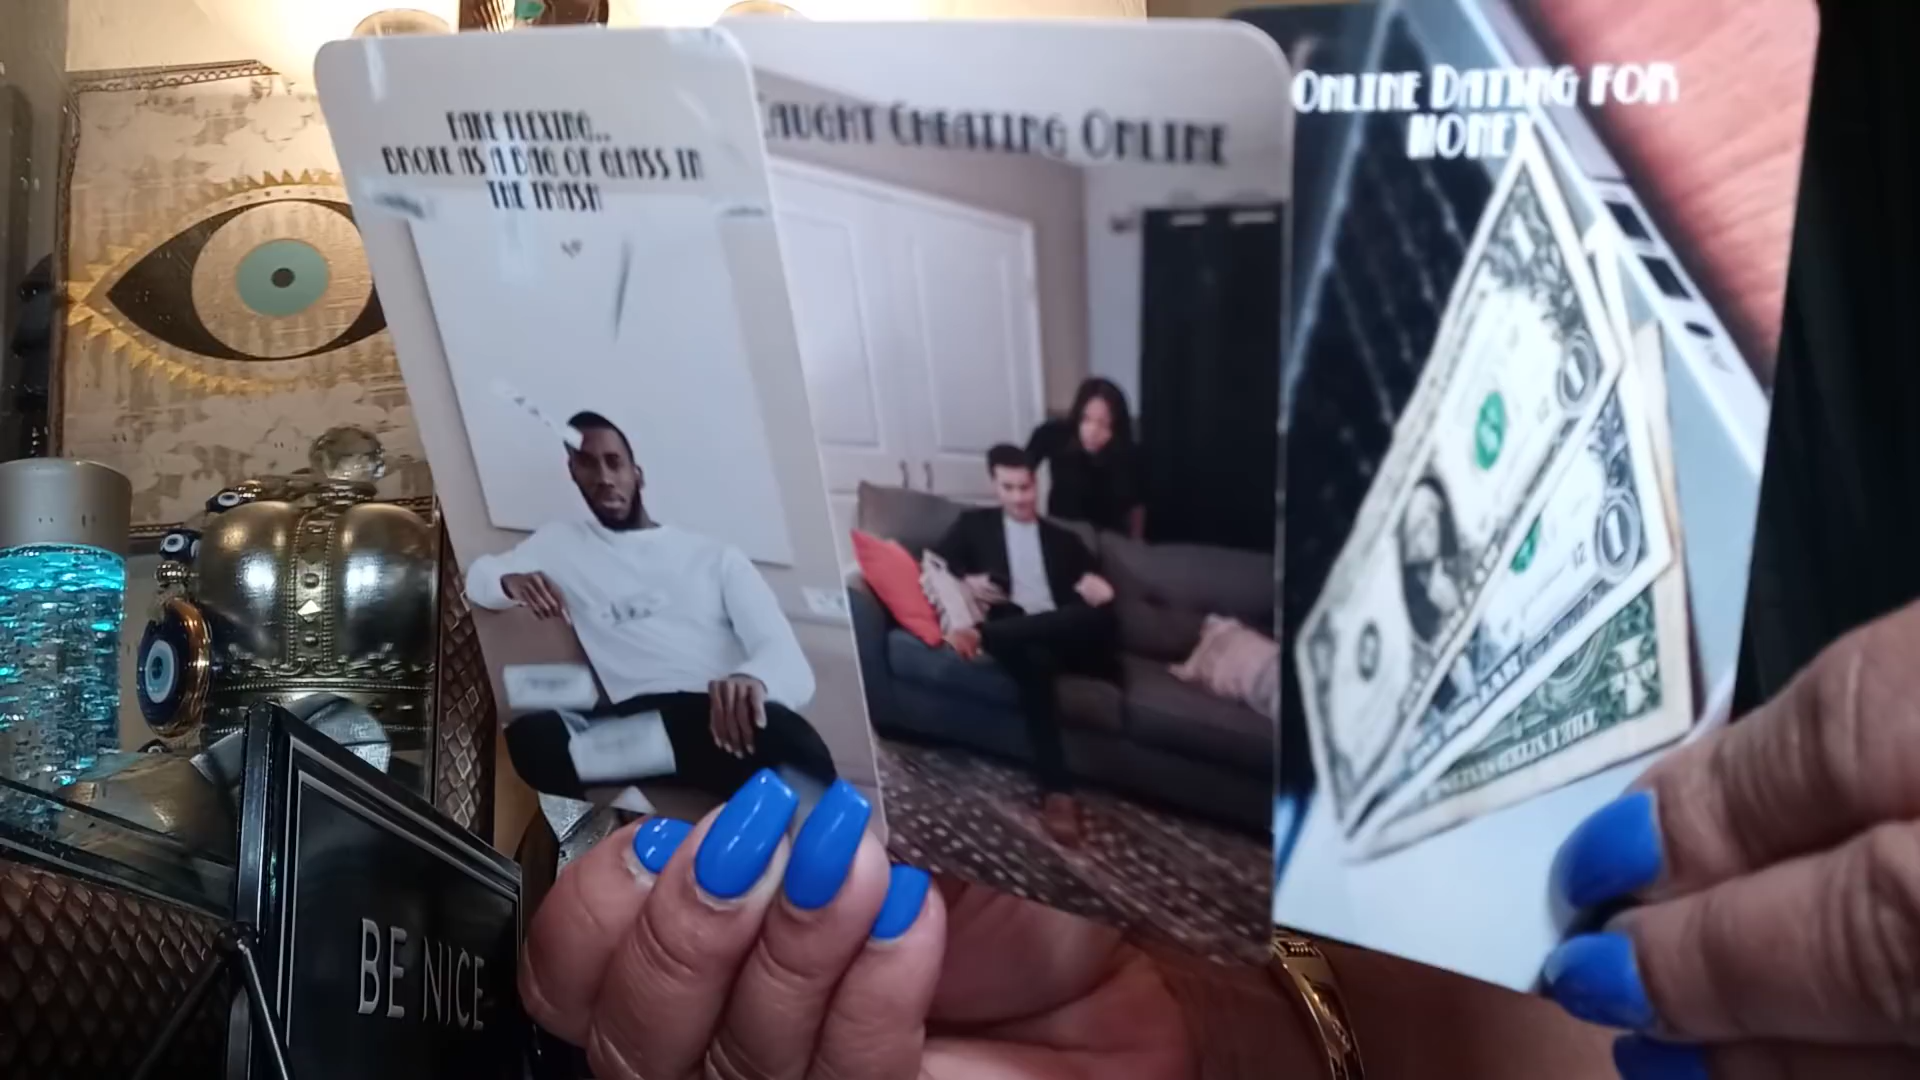 FAKE FLEXING..
BROKE AS A BAG OF GLASS IN
THE TRASH
CAUGHT CHEATING ONLINE
ONLINE DATING FOR
MONEY
BE NICE